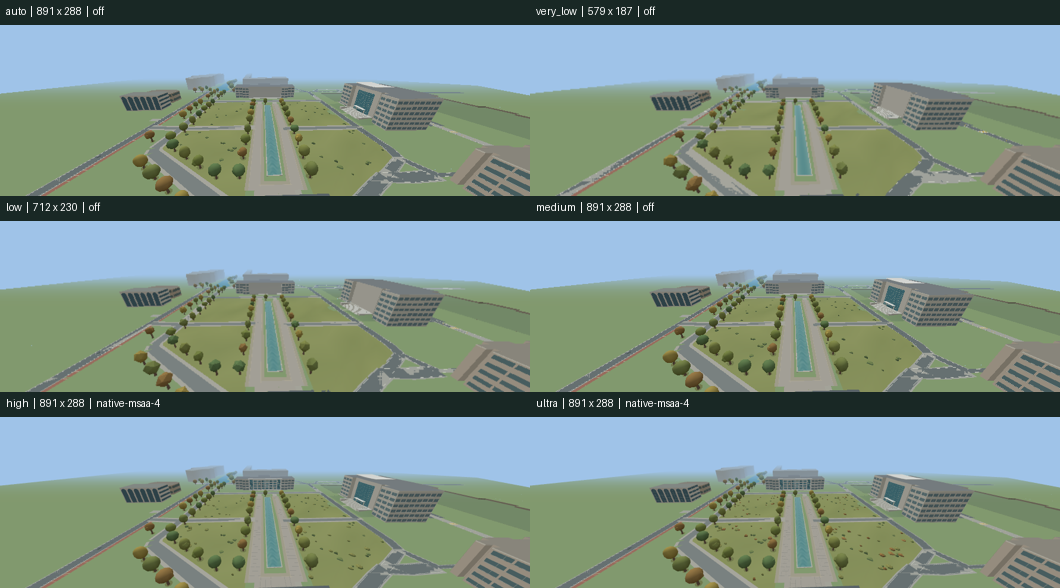 auto | 891 x 288 | off
very_low | 579 x 187 | off
low | 712 x 230 | off
medium | 891 x 288 | off
high | 891 x 288 | native-msaa-4
ultra | 891 x 288 | native-msaa-4